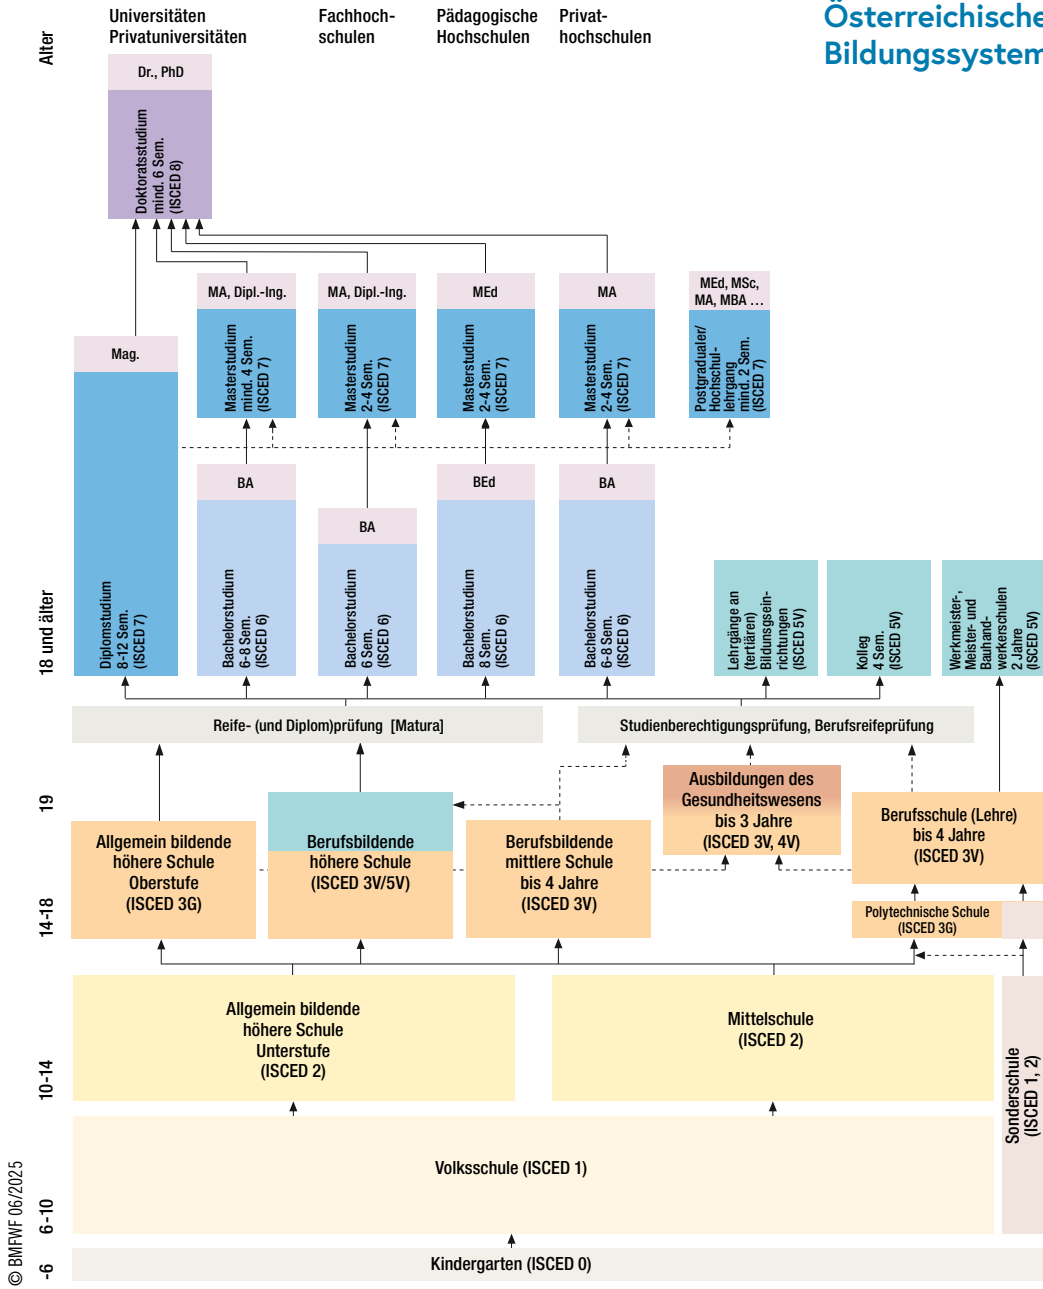 Österreichische
Bildungssystem
Alter
Universitäten
Privatuniversitäten
Fachhoch-
schulen
Pädagogische
Hochschulen
Privat-
hochschulen
Dr., PhD
Doktoratsstudium
mind. 6 Sem.
(ISCED 8)
MA, Dipl.-Ing.
MA, Dipl.-Ing.
MEd
MA
MEd, MSc,
MA, MBA ...
Mag.
Masterstudium
mind. 4 Sem.
(ISCED 7)
Masterstudium
2-4 Sem.
(ISCED 7)
Masterstudium
2-4 Sem.
(ISCED 7)
Masterstudium
2-4 Sem.
(ISCED 7)
Postgradualer/
Hochschul-
lehrgang
mind. 2 Sem.
(ISCED 7)
BA
BA
BEd
BA
18 und älter
Diplomstudium
8-12 Sem.
(ISCED 7)
Bachelorstudium
6-8 Sem.
(ISCED 6)
Bachelorstudium
6 Sem.
(ISCED 6)
Bachelorstudium
8 Sem.
(ISCED 6)
Bachelorstudium
6-8 Sem.
(ISCED 6)
Lehrgänge an
(tertiären)
Bildunsgsein-
richtungen
(ISCED 5V)
Kolleg
4 Sem.
(ISCED 5V)
Werkmeister-,
Meister- und
Bauhand-
werkerschulen
2 Jahre
(ISCED 5V)
Reife- (und Diplom)prüfung [Matura]
Studienberechtigungsprüfung, Berufsreifeprüfung
19
14-18
Allgemein bildende
höhere Schule
Oberstufe
(ISCED 3G)
Berufsbildende
höhere Schule
(ISCED 3V/5V)
Berufsbildende
mittlere Schule
bis 4 Jahre
(ISCED 3V)
Ausbildungen des
Gesundheitswesens
bis 3 Jahre
(ISCED 3V, 4V)
Berufsschule (Lehre)
bis 4 Jahre
(ISCED 3V)
Polytechnische Schule
(ISCED 3G)
10-14
Allgemein bildende
höhere Schule
Unterstufe
(ISCED 2)
Mittelschule
(ISCED 2)
Sonderschule
(ISCED 1, 2)
6-10
Volksschule (ISCED 1)
-6
Kindergarten (ISCED 0)
© BMFWF 06/2025